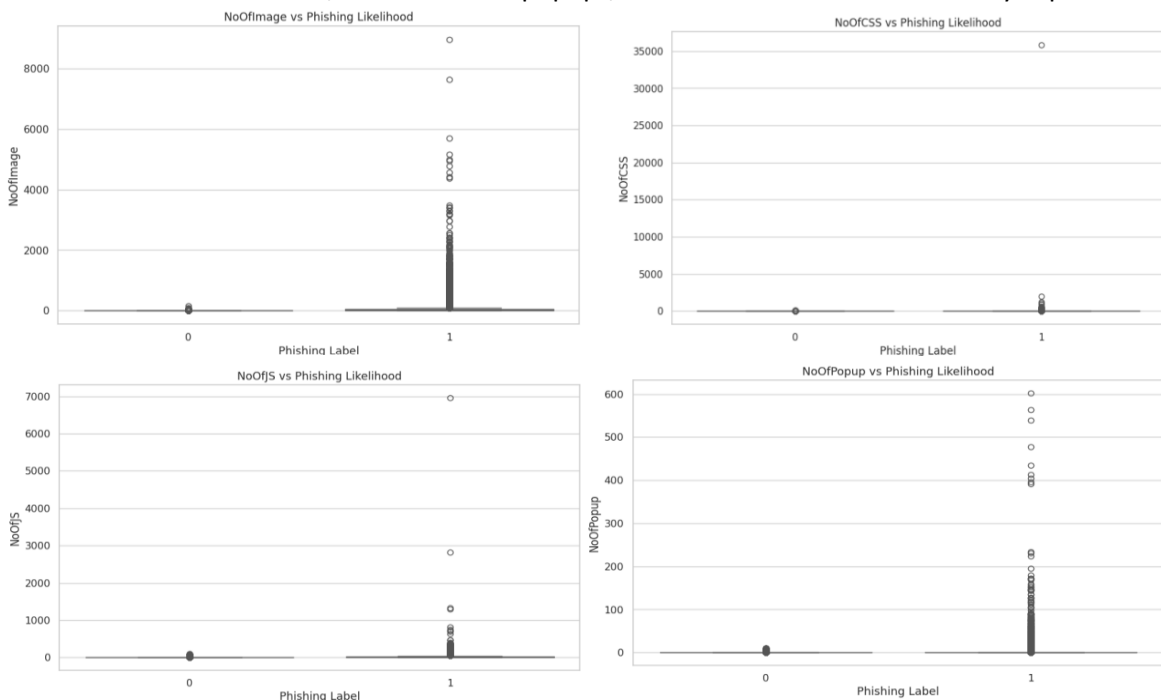 NoOfImage vs Phishing Likelihood
8000
6000
4000
2000
0
NoOfImage
0 1
Phishing Label
NoOfCSS vs Phishing Likelihood
35000
30000
25000
20000
15000
10000
5000
0
NoOfCSS
0 1
Phishing Label
NoOfJS vs Phishing Likelihood
7000
6000
5000
4000
3000
2000
1000
0
NoOfJS
0 1
Phishing Label
NoOfPopup vs Phishing Likelihood
600
500
400
300
200
100
0
NoOfPopup
0 1
Phishing Label